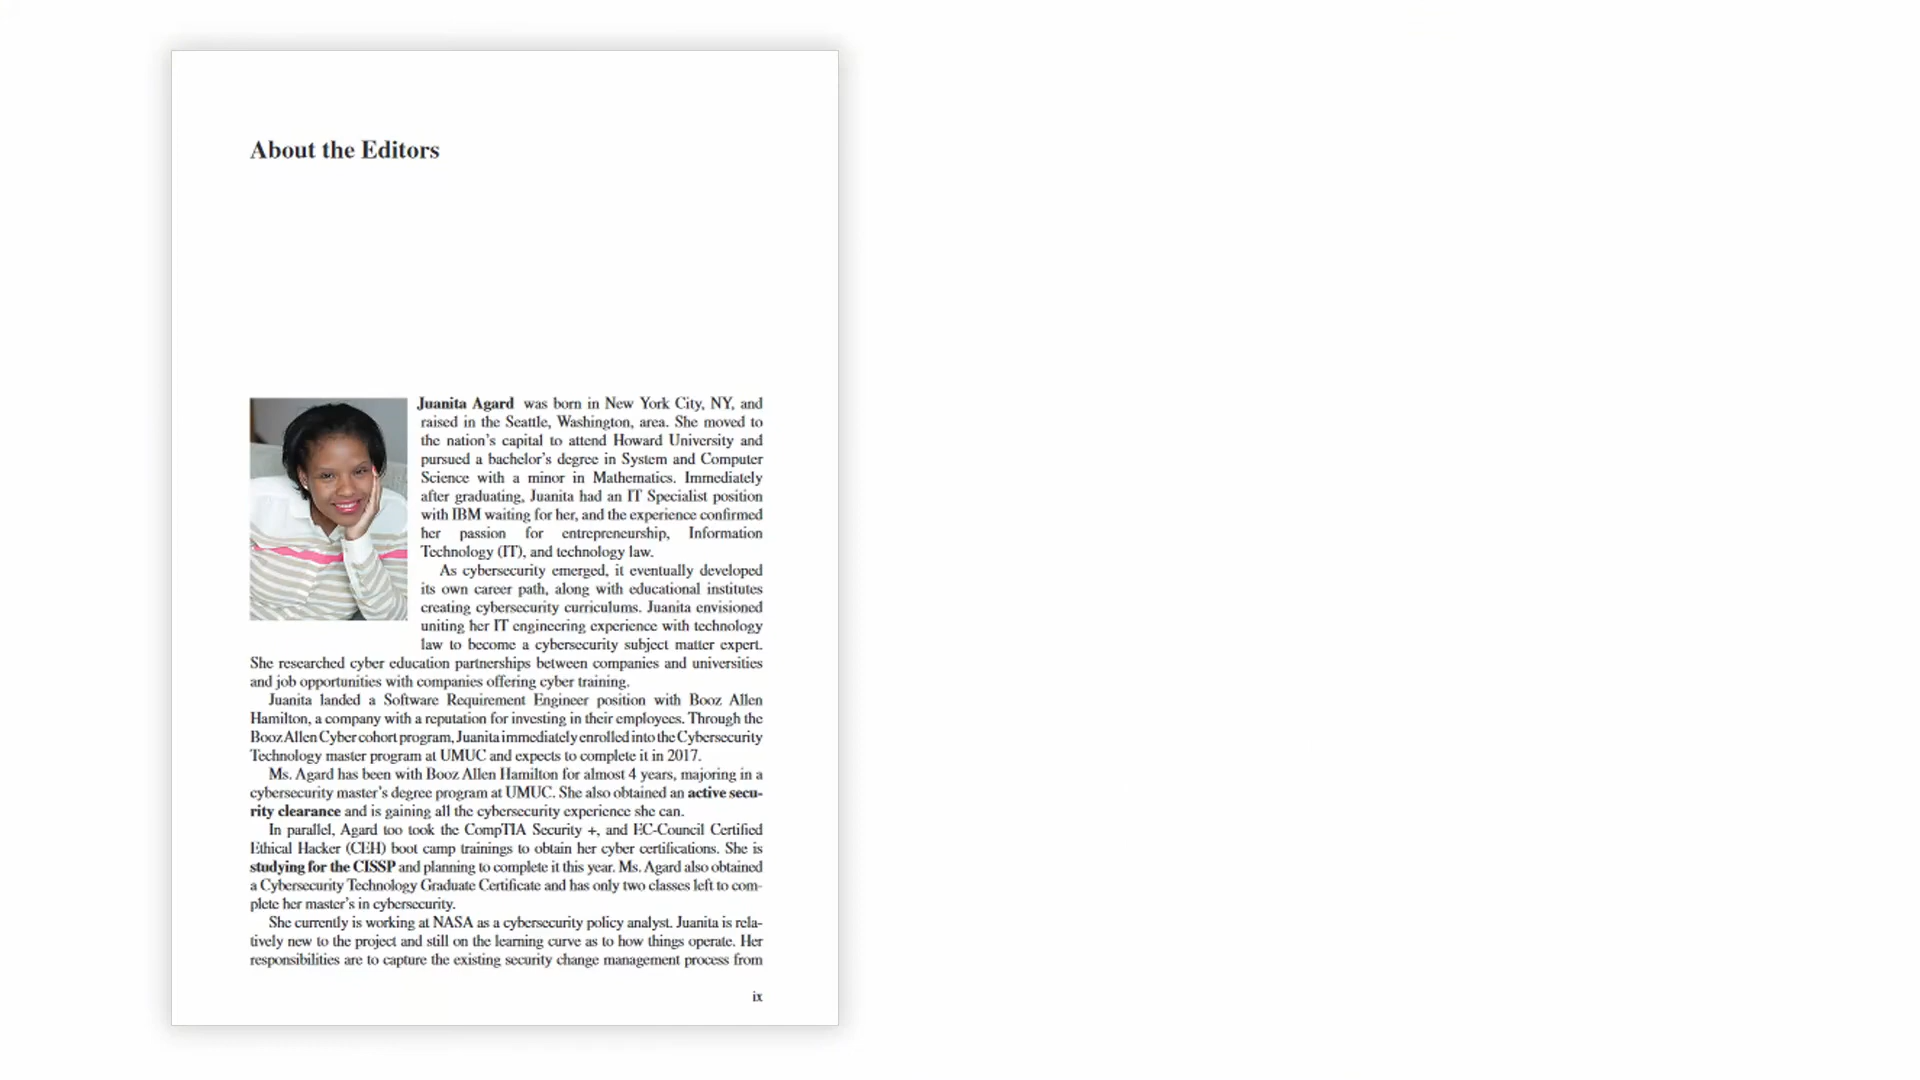 About the Editors
Juanita Agard was born in New York City, NY, and
raised in the Seattle, Washington, area. She moved to
the nation's capital to attend Howard University and
pursued a bachelor's degree in System and Computer
Science with a minor in Mathematics. Immediately
after graduating, Juanita had an IT Specialist position
with IBM waiting for her, and the experience confirmed
her passion for entrepreneurship, Information
Technology (IT), and technology law.
As cybersecurity emerged, it eventually developed
its own career path, along with educational institutes
creating cybersecurity curriculums. Juanita envisioned
uniting her IT engineering experience with technology
law to become a cybersecurity subject matter expert.
She researched cyber education partnerships between companies and universities
and job opportunities with companies offering cyber training.
Juanita landed a Software Requirement Engineer position with Booz Allen
Hamilton, a company with a reputation for investing in their employees. Through the
Booz Allen Cyber cohort program, Juanita immediately enrolled into the Cybersecurity
Technology master program at UMUC and expects to complete it in 2017.
Ms. Agard has been with Booz Allen Hamilton for almost 4 years, majoring in a
cybersecurity master's degree program at UMUC. She also obtained an active secu-
rity clearance and is gaining all the cybersecurity experience she can.
In parallel, Agard too took the CompTIA Security +, and EC-Council Certified
Ethical Hacker (CEH) boot camp trainings to obtain her cyber certifications. She is
studying for the CISSP and planning to complete it this year. Ms. Agard also obtained
a Cybersecurity Technology Graduate Certificate and has only two classes left to com-
plete her master's in cybersecurity.
She currently is working at NASA as a cybersecurity policy analyst. Juanita is rela-
tively new to the project and still on the learning curve as to how things operate. Her
responsibilities are to capture the existing security change management process from
ix